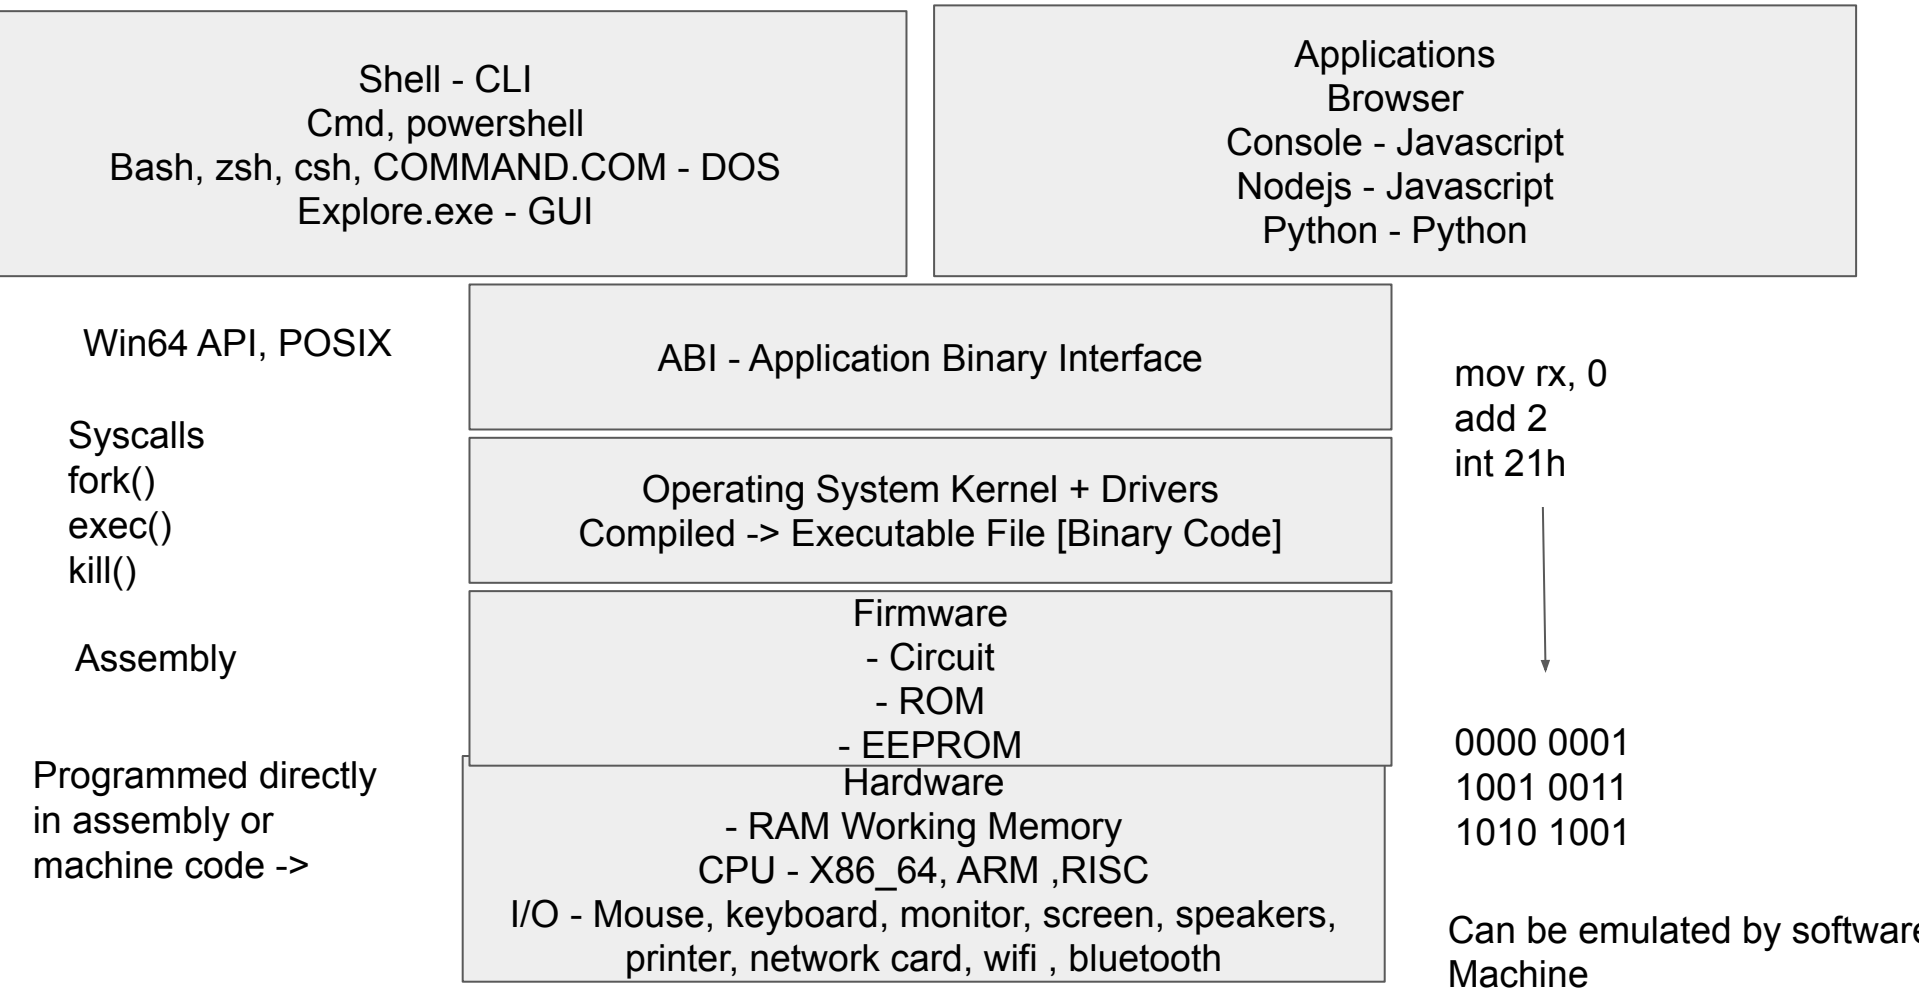 Shell - CLI
Cmd, powershell
Bash, zsh, csh, COMMAND.COM - DOS
Explore.exe - GUI
Applications
Browser
Console - Javascript
Nodejs - Javascript
Python - Python
Win64 API, POSIX
ABI - Application Binary Interface
mov rx, 0
add 2
int 21h
Syscalls
fork()
exec()
kill()
Operating System Kernel + Drivers
Compiled -> Executable File [Binary Code]
Assembly
Firmware
- Circuit
- ROM
- EEPROM
0000 0001
1001 0011
1010 1001
Programmed directly
in assembly or
machine code ->
Hardware
- RAM Working Memory
CPU - X86_64, ARM ,RISC
I/O - Mouse, keyboard, monitor, screen, speakers,
printer, network card, wifi , bluetooth
Can be emulated by software
Machine